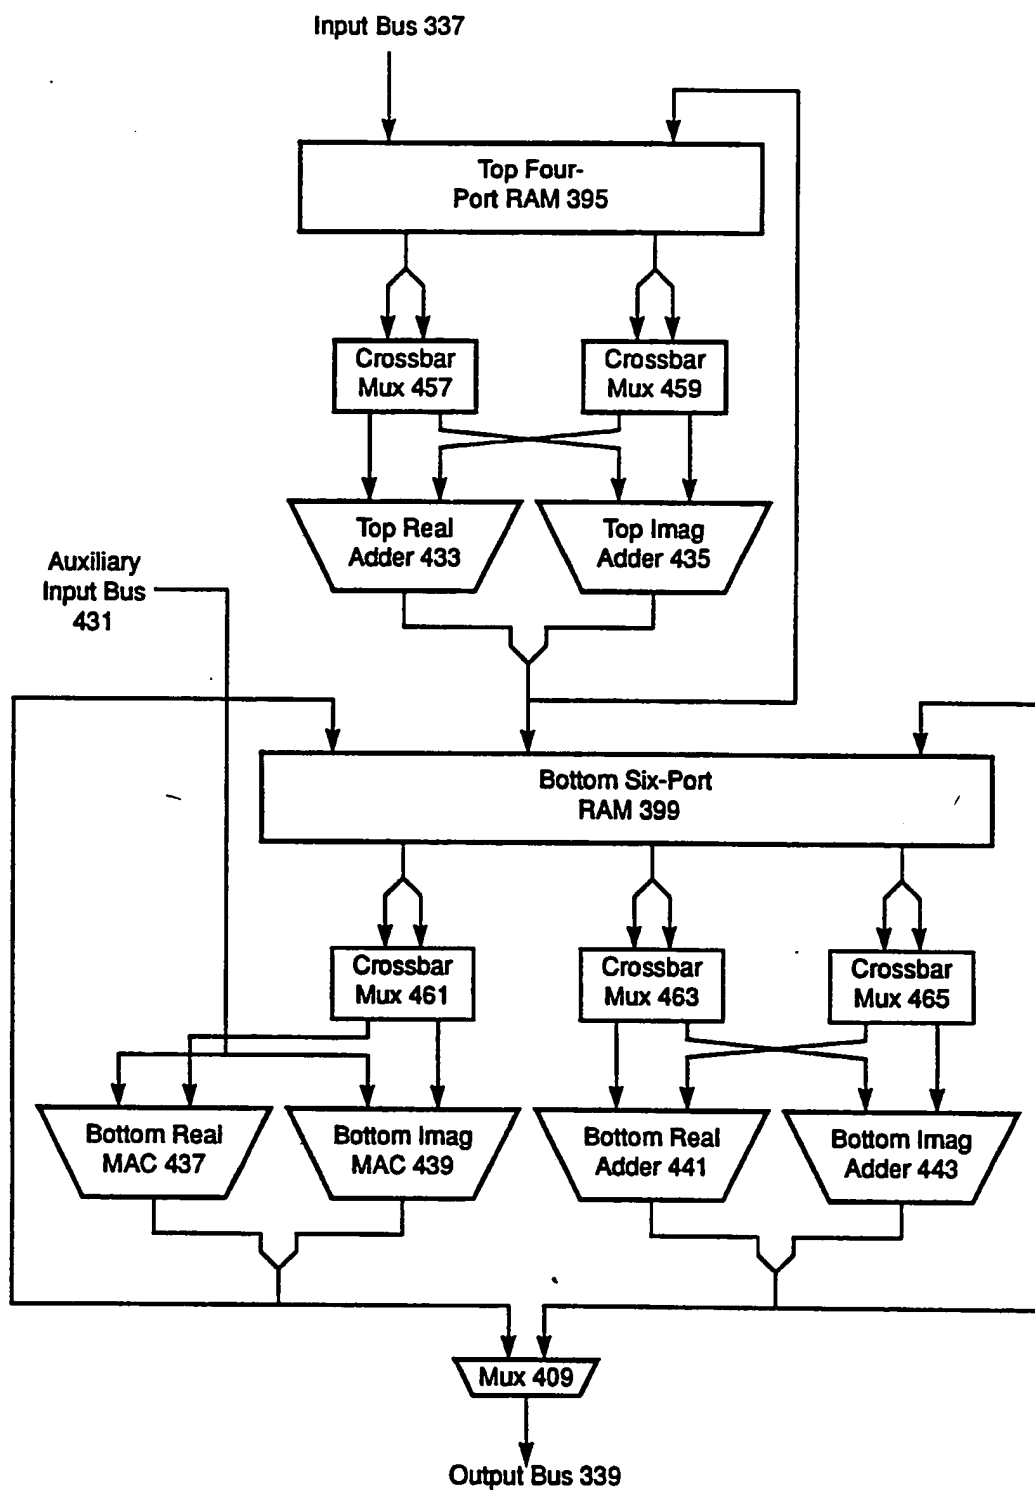 Input Bus 337
Top Four-
Port RAM 395
Crossbar
Mux 457
Crossbar
Mux 459
Top Real
Adder 433
Top Imag
Adder 435
Auxiliary
Input Bus
431
Bottom Six-Port
RAM 399
Crossbar
Mux 461
Crossbar
Mux 463
Crossbar
Mux 465
Bottom Real
MAC 437
Bottom Imag
MAC 439
Bottom Real
Adder 441
Bottom Imag
Adder 443
Mux 409
Output Bus 339